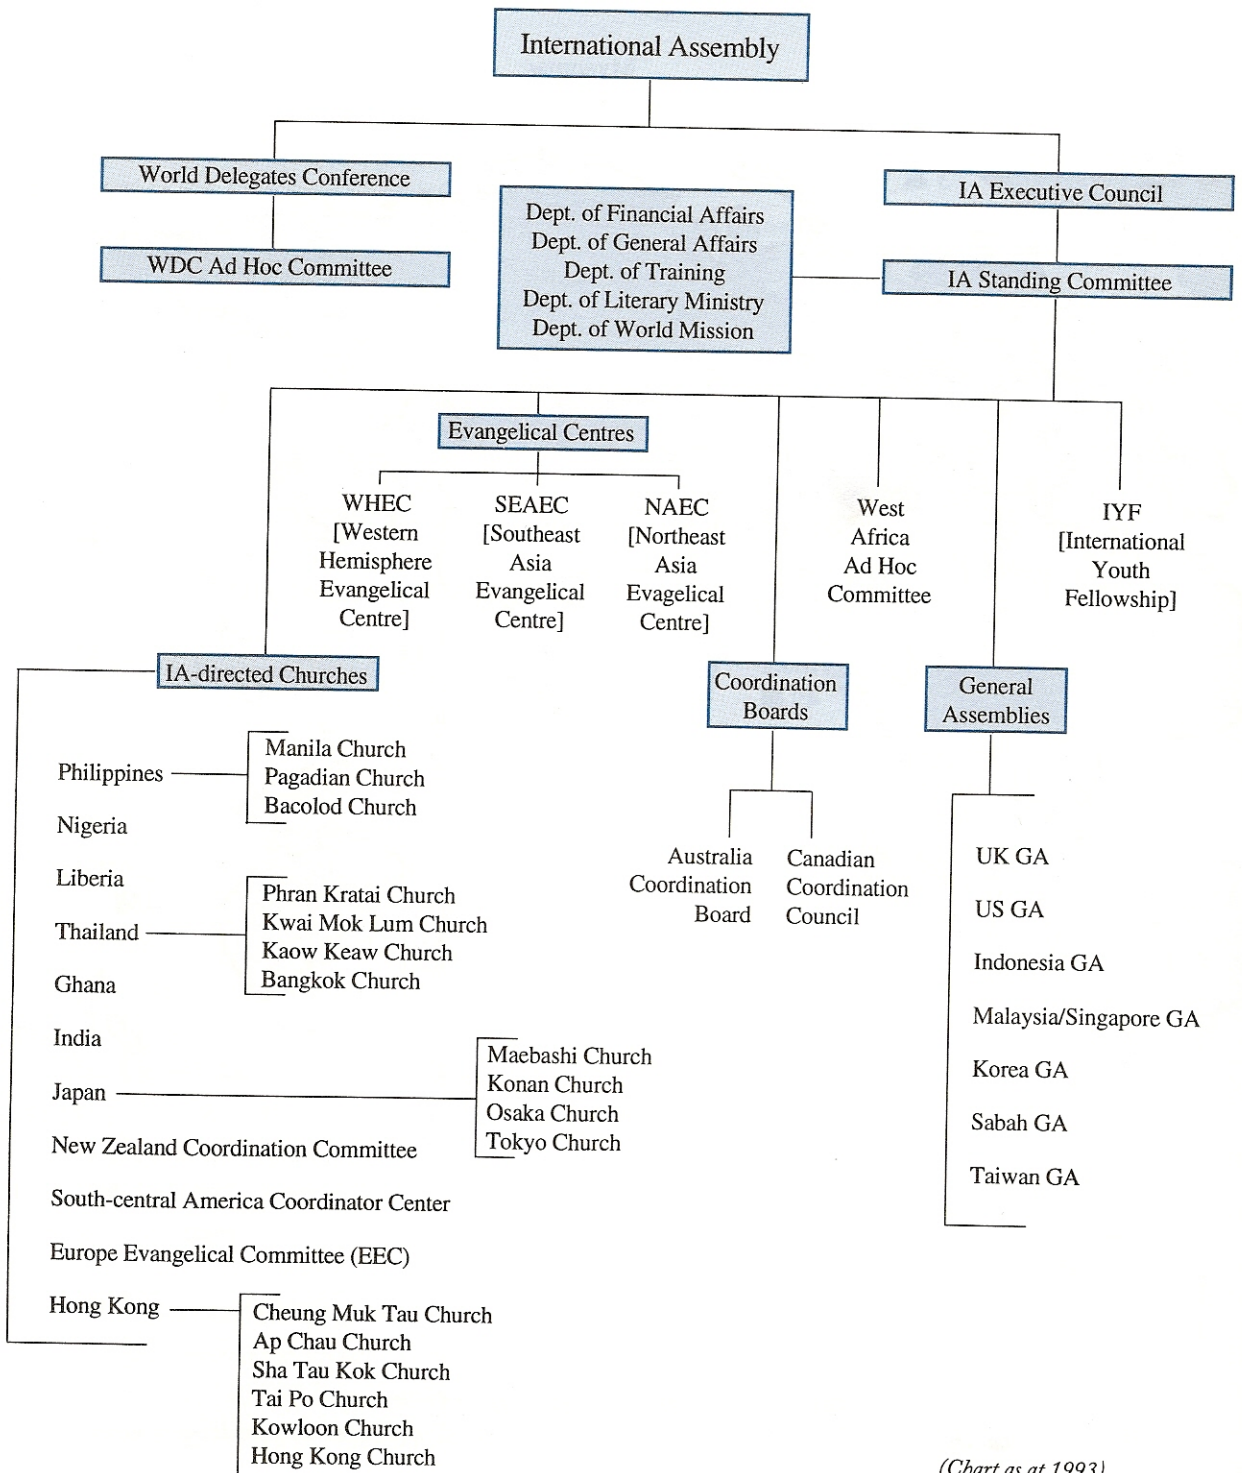 International Assembly
World Delegates Conference
IA Executive Council
WDC Ad Hoc Committee
Dept. of Financial Affairs
Dept. of General Affairs
Dept. of Training
Dept. of Literary Ministry
Dept. of World Mission
IA Standing Committee
Evangelical Centres
WHEC
[Western
Hemisphere
Evangelical
Centre]
SEAEC
[Southeast
Asia
Evangelical
Centre]
NAEC
[Northeast
Asia
Evagelical
Centre]
West
Africa
Ad Hoc
Committee
IYF
[International
Youth
Fellowship]
IA-directed Churches
Philippines
Manila Church
Pagadian Church
Bacolod Church
Nigeria
Liberia
Thailand
Phran Kratai Church
Kwai Mok Lum Church
Kaow Keaw Church
Bangkok Church
Ghana
India
Japan
Maebashi Church
Konan Church
Osaka Church
Tokyo Church
New Zealand Coordination Committee
South-central America Coordinator Center
Europe Evangelical Committee (EEC)
Hong Kong
Cheung Muk Tau Church
Ap Chau Church
Sha Tau Kok Church
Tai Po Church
Kowloon Church
Hong Kong Church
Coordination
Boards
Australia
Coordination
Board
Canadian
Coordination
Council
General
Assemblies
UK GA
US GA
Indonesia GA
Malaysia/Singapore GA
Korea GA
Sabah GA
Taiwan GA
(Chart as at 1993)